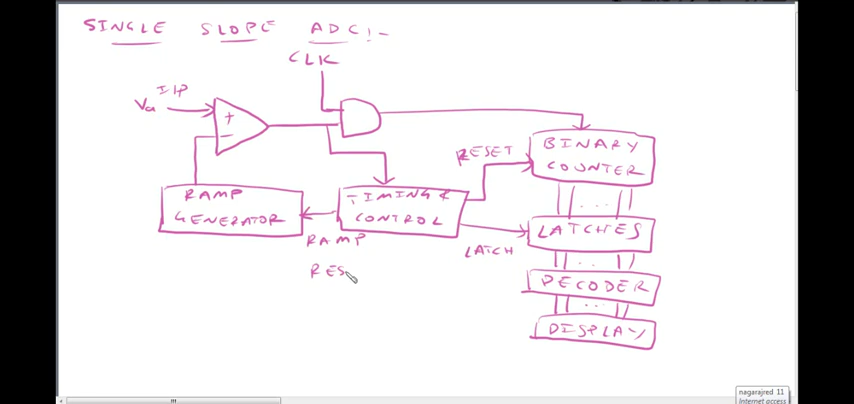 SINGLE SLOPE ADC:-
CLK
I/P
Va
+
-
RESET
BINARY
COUNTER
RAMP
GENERATOR
TIMING &
CONTROL
RAMP
RES
LATCH
LATCHES
DECODER
DISPLAY
nagarajred 11
Internet access